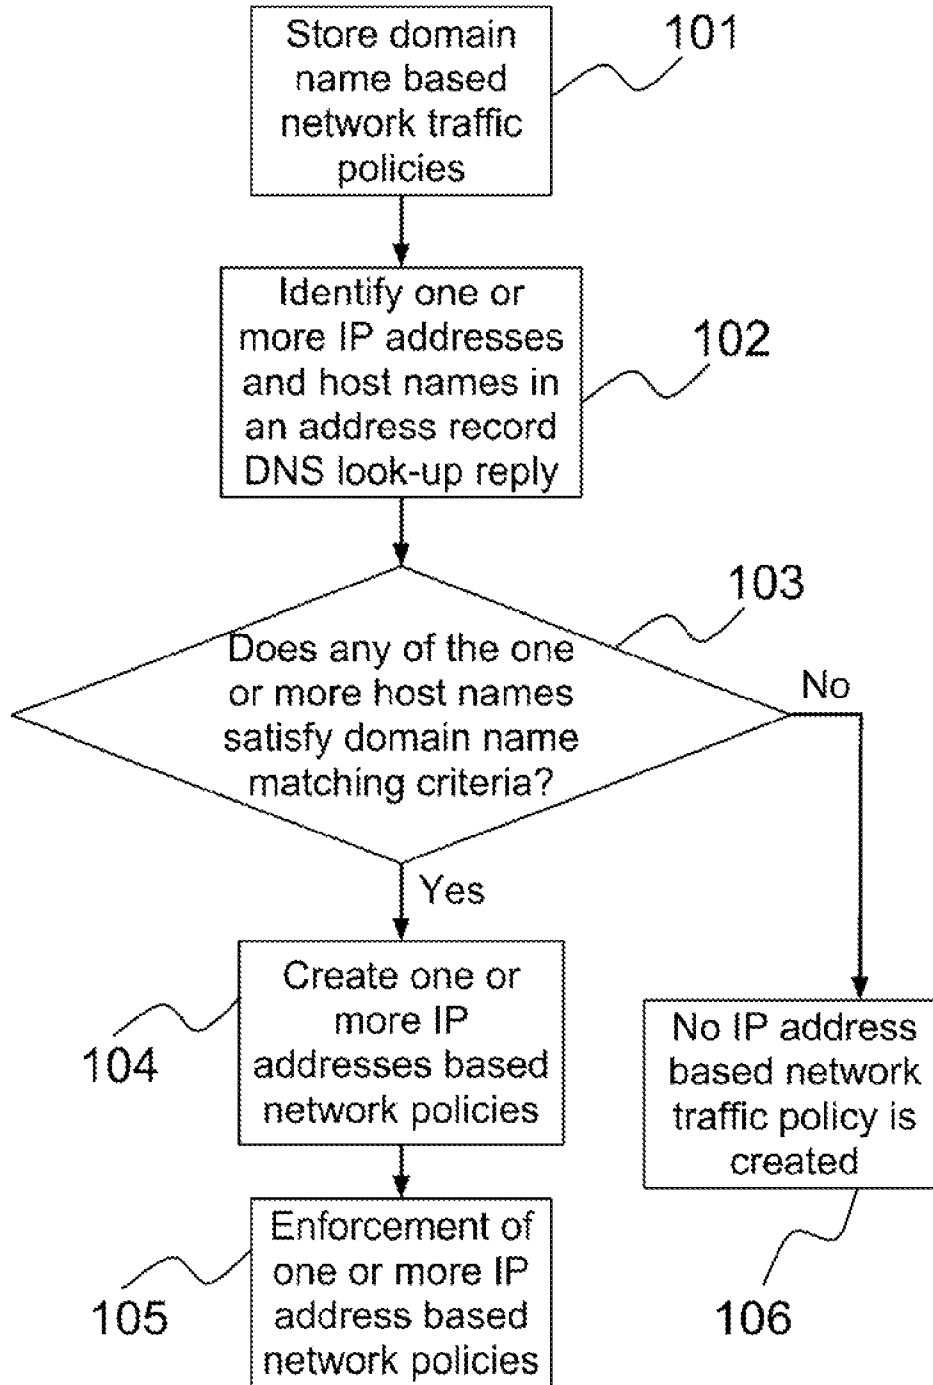 Store domain
name based
network traffic
policies
101
Identify one or
more IP addresses
and host names in
an address record
DNS look-up reply
102
103
Does any of the one
or more host names
satisfy domain name
matching criteria?
No
Yes
Create one or
more IP
addresses based
network policies
104
No IP address
based network
traffic policy is
created
106
Enforcement of
one or more IP
address based
network policies
105